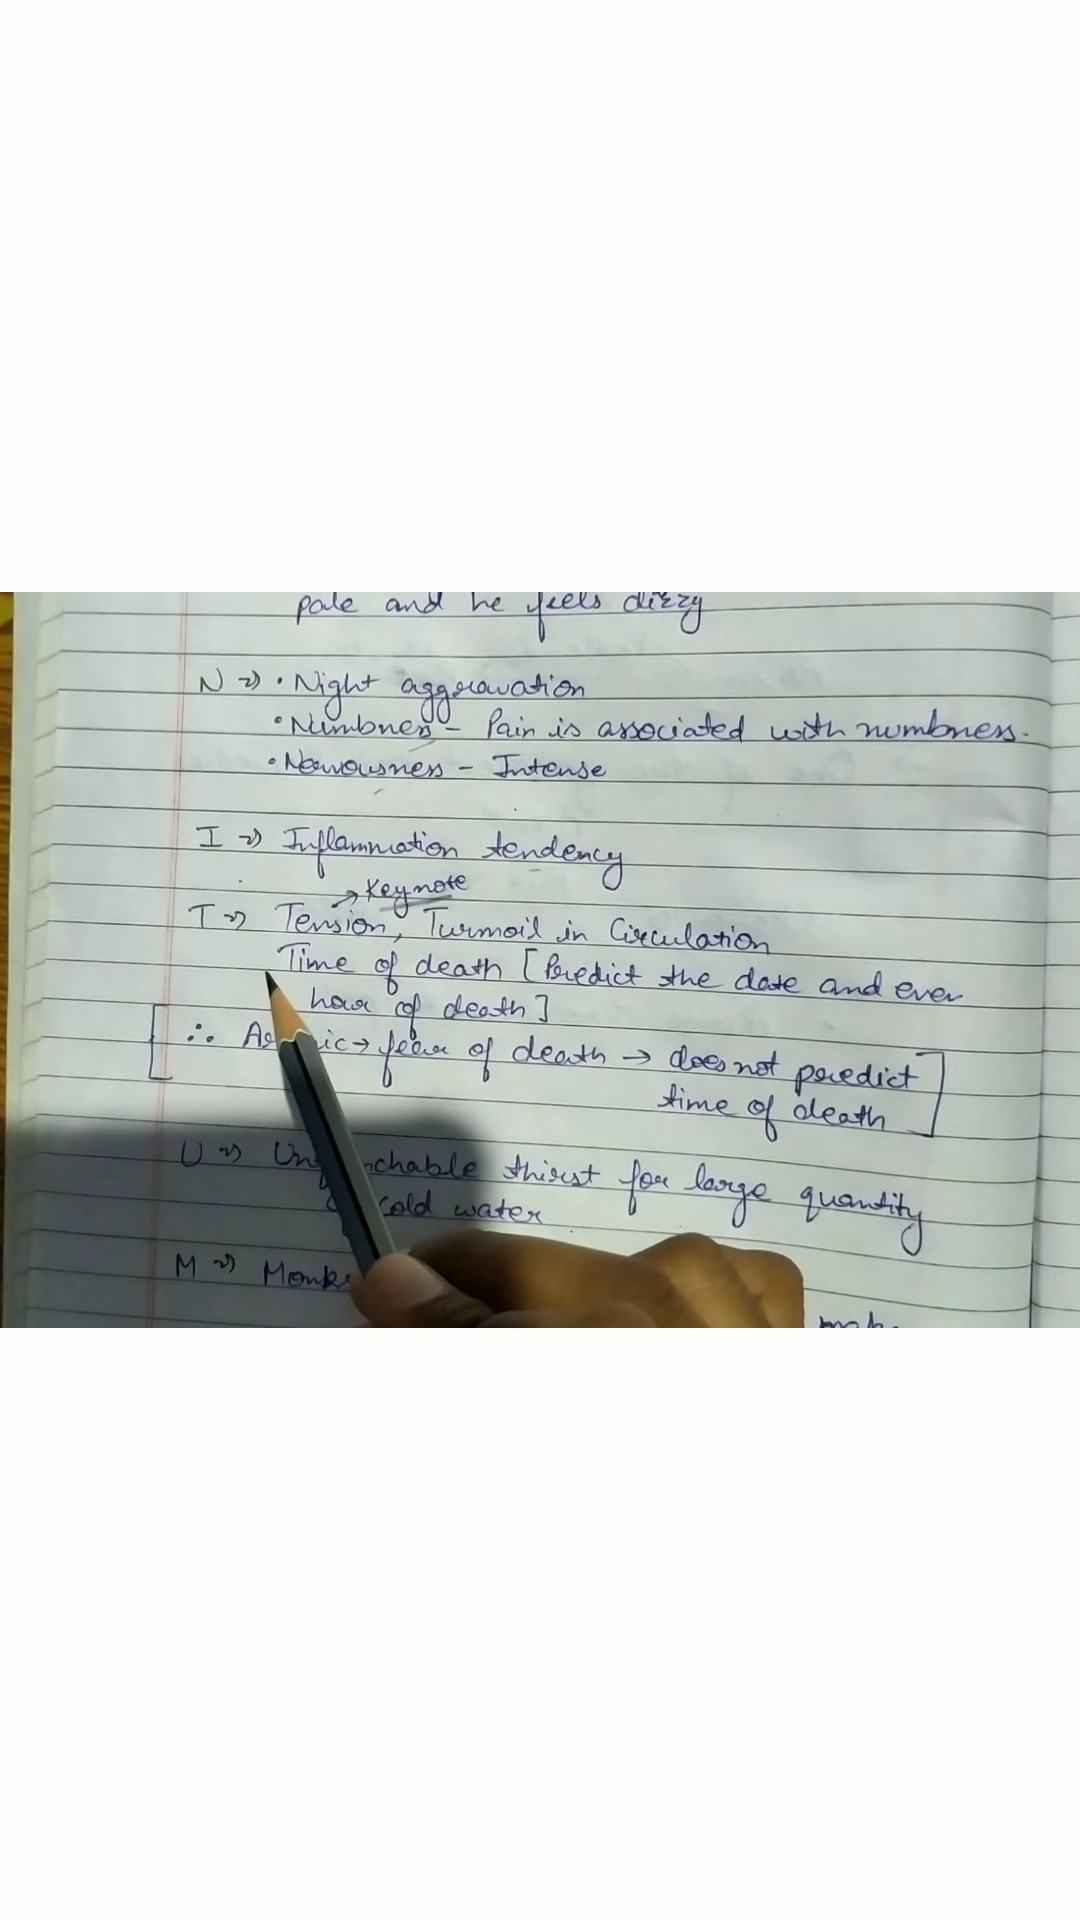 pale and he feels dizzy
N ⇒ • Night aggravation
• Numbness - Pain is associated with numbness.
• Nervousness - Intense
I ⇒ Inflammation tendency
→ Keynote
T ⇒ Tension, Turmoil in Circulation
Time of death [Predict the date and even
hour of death]
[∴ → fear of death → does not predict
time of death]
U ⇒ thirst for large quantity
cold water
M ⇒